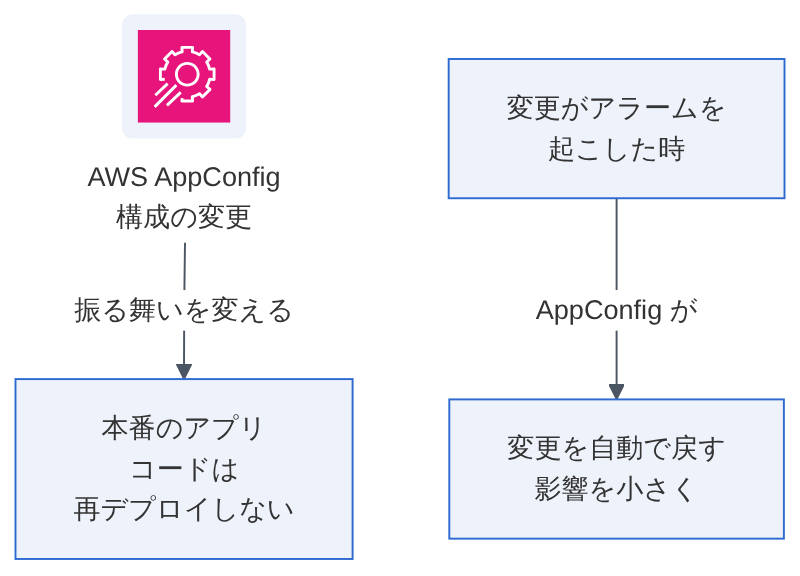 AWS AppConfig
構成の変更
振る舞いを変える
本番のアプリ
コードは
再デプロイしない
変更がアラームを
起こした時
AppConfig が
変更を自動で戻す
影響を小さく